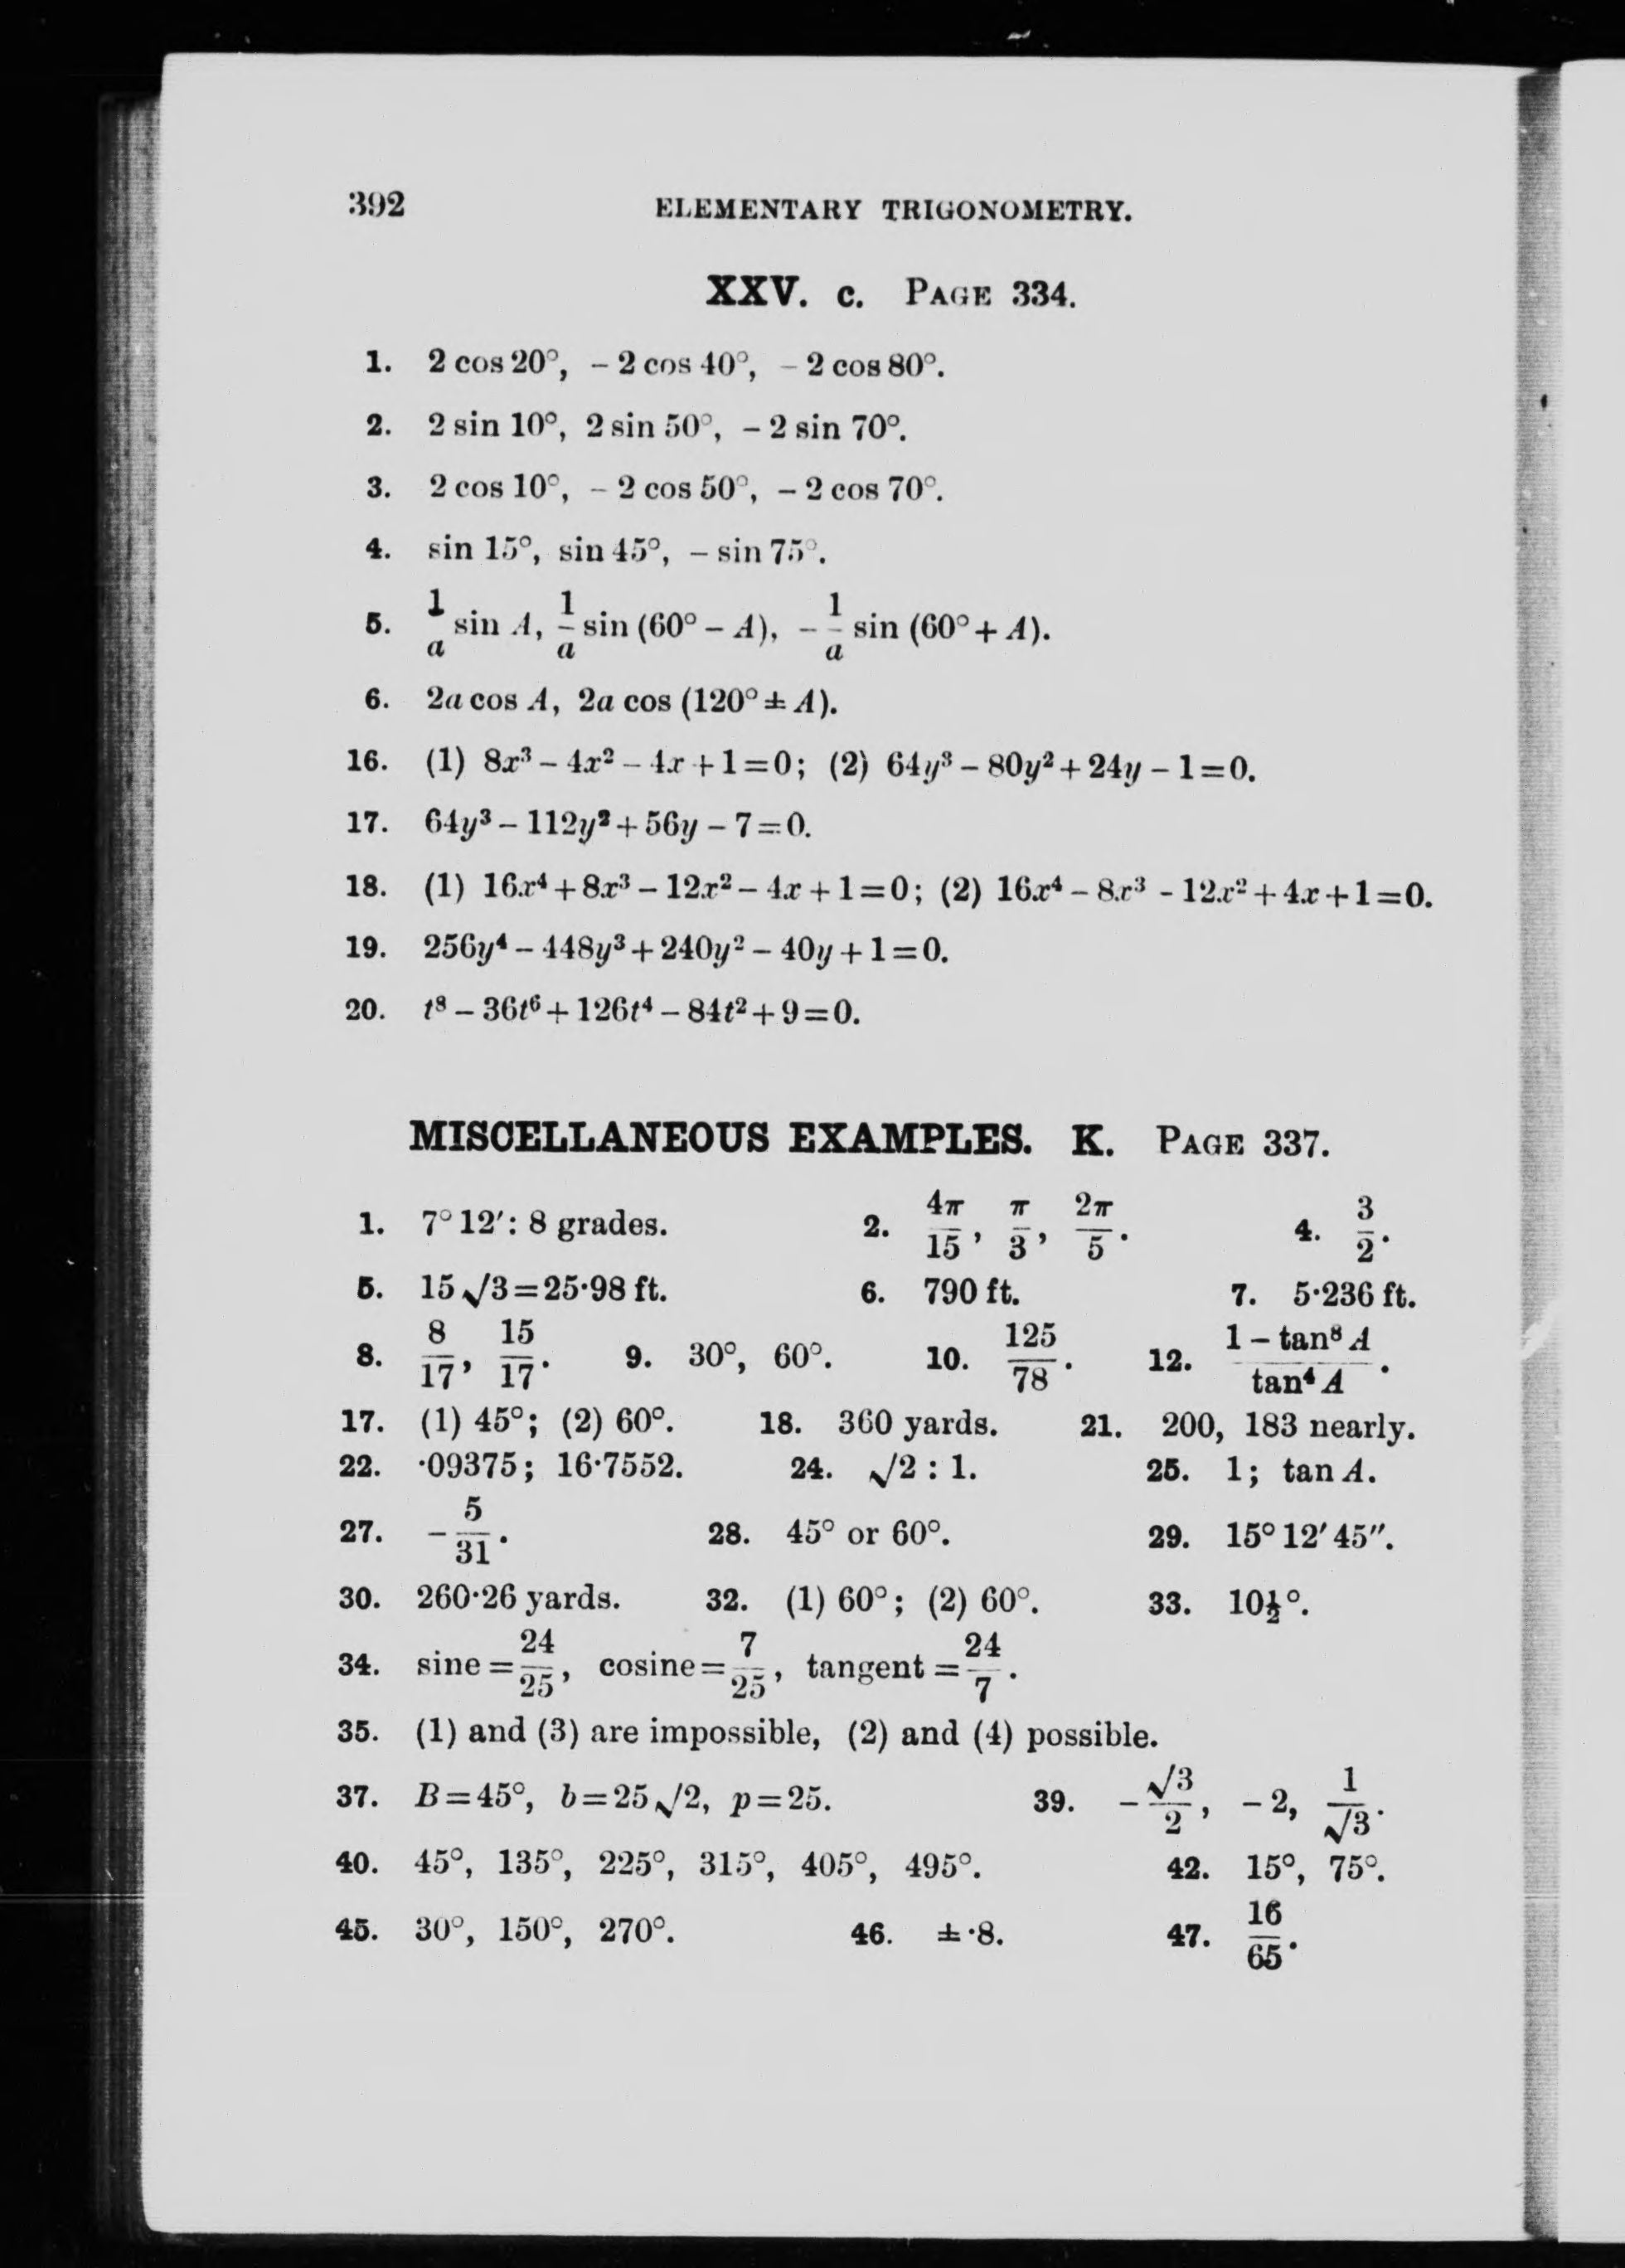 392 ELEMENTARY TRIGONOMETRY.
XXV. c. PAGE 334.
1. 2 cos 20°, – 2 cos 40°, – 2 cos 80°.
2. 2 sin 10°, 2 sin 50°, – 2 sin 70°.
3. 2 cos 10°, – 2 cos 50°, – 2 cos 70°.
4. sin 15°, sin 45°, – sin 75°.
5. 1/a sin A, 1/a sin (60° – A), – 1/a sin (60° + A).
6. 2a cos A, 2a cos (120° ± A).
16. (1) 8x³ – 4x² – 4x + 1 = 0; (2) 64y³ – 80y² + 24y – 1 = 0.
17. 64y³ – 112y² + 56y – 7 = 0.
18. (1) 16x⁴ + 8x³ – 12x² – 4x + 1 = 0; (2) 16x⁴ – 8x³ - 12x² + 4x + 1 = 0.
19. 256y⁴ – 448y³ + 240y² – 40y + 1 = 0.
20. t⁸ – 36t⁶ + 126t⁴ – 84t² + 9 = 0.
MISCELLANEOUS EXAMPLES. K. PAGE 337.
1. 7° 12′ : 8 grades. 2. 4π/15, π/3, 2π/5. 4. 3/2.
5. 15√3 = 25·98 ft. 6. 790 ft. 7. 5·236 ft.
8. 8/17, 15/17. 9. 30°, 60°. 10. 125/78. 12. (1 – tan⁸ A)/(tan⁴ A).
17. (1) 45°; (2) 60°. 18. 360 yards. 21. 200, 183 nearly.
22. ·09375; 16·7552. 24. √2 : 1. 25. 1; tan A.
27. – 5/31. 28. 45° or 60°. 29. 15° 12′ 45″.
30. 260·26 yards. 32. (1) 60°; (2) 60°. 33. 10½°.
34. sine = 24/25, cosine = 7/25, tangent = 24/7.
35. (1) and (3) are impossible, (2) and (4) possible.
37. B = 45°, b = 25√2, p = 25. 39. – √3/2, – 2, 1/√3.
40. 45°, 135°, 225°, 315°, 405°, 495°. 42. 15°, 75°.
45. 30°, 150°, 270°. 46. ± ·8. 47. 16/65.